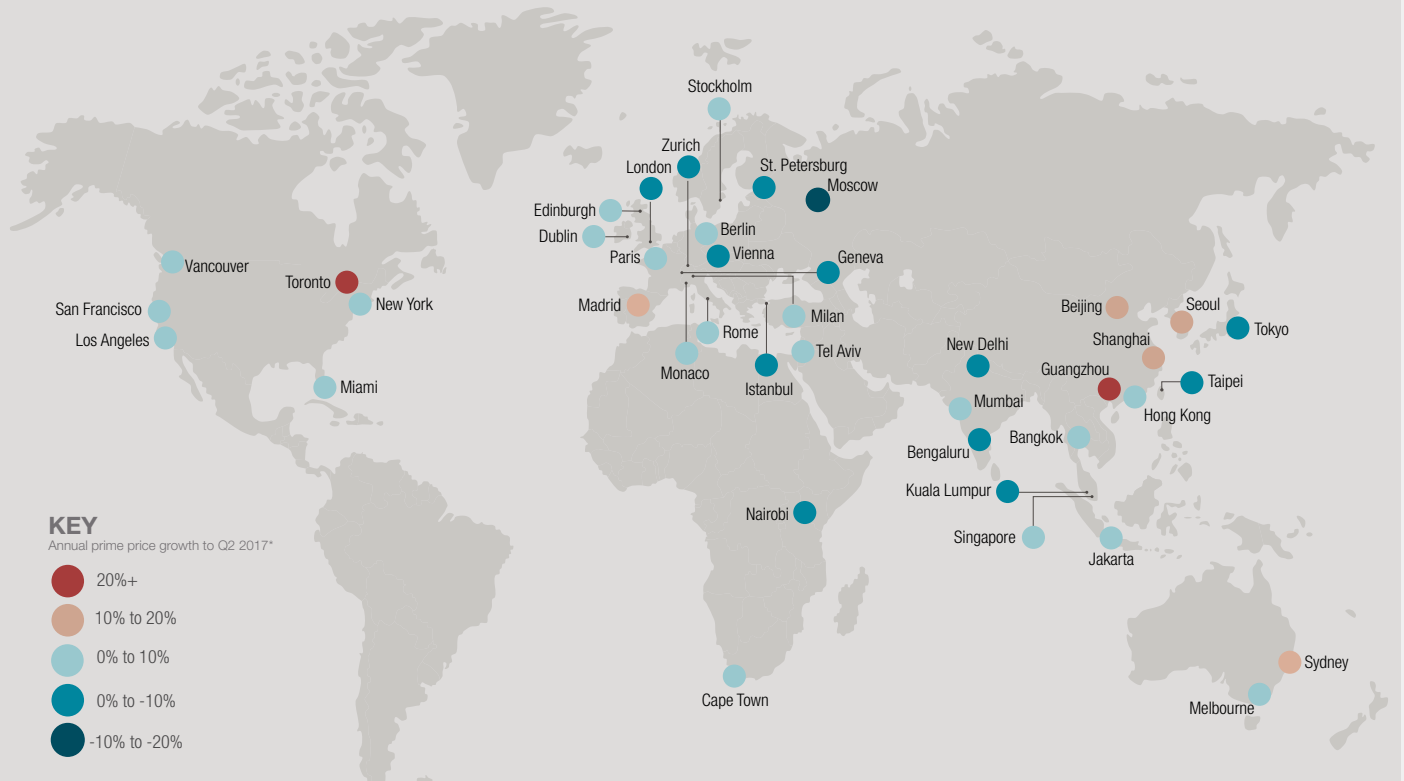 Stockholm
Zurich
London
St. Petersburg
Moscow
Edinburgh
Dublin
Berlin
Paris
Vienna
Geneva
Vancouver
Toronto
New York
San Francisco
Los Angeles
Miami
Madrid
Milan
Rome
Monaco
Istanbul
Tel Aviv
Beijing
Seoul
Tokyo
Shanghai
New Delhi
Guangzhou
Taipei
Mumbai
Hong Kong
Bengaluru
Bangkok
Kuala Lumpur
Nairobi
Singapore
Jakarta
Cape Town
Sydney
Melbourne
KEY
Annual prime price growth to Q2 2017*
20%+
10% to 20%
0% to 10%
0% to -10%
-10% to -20%